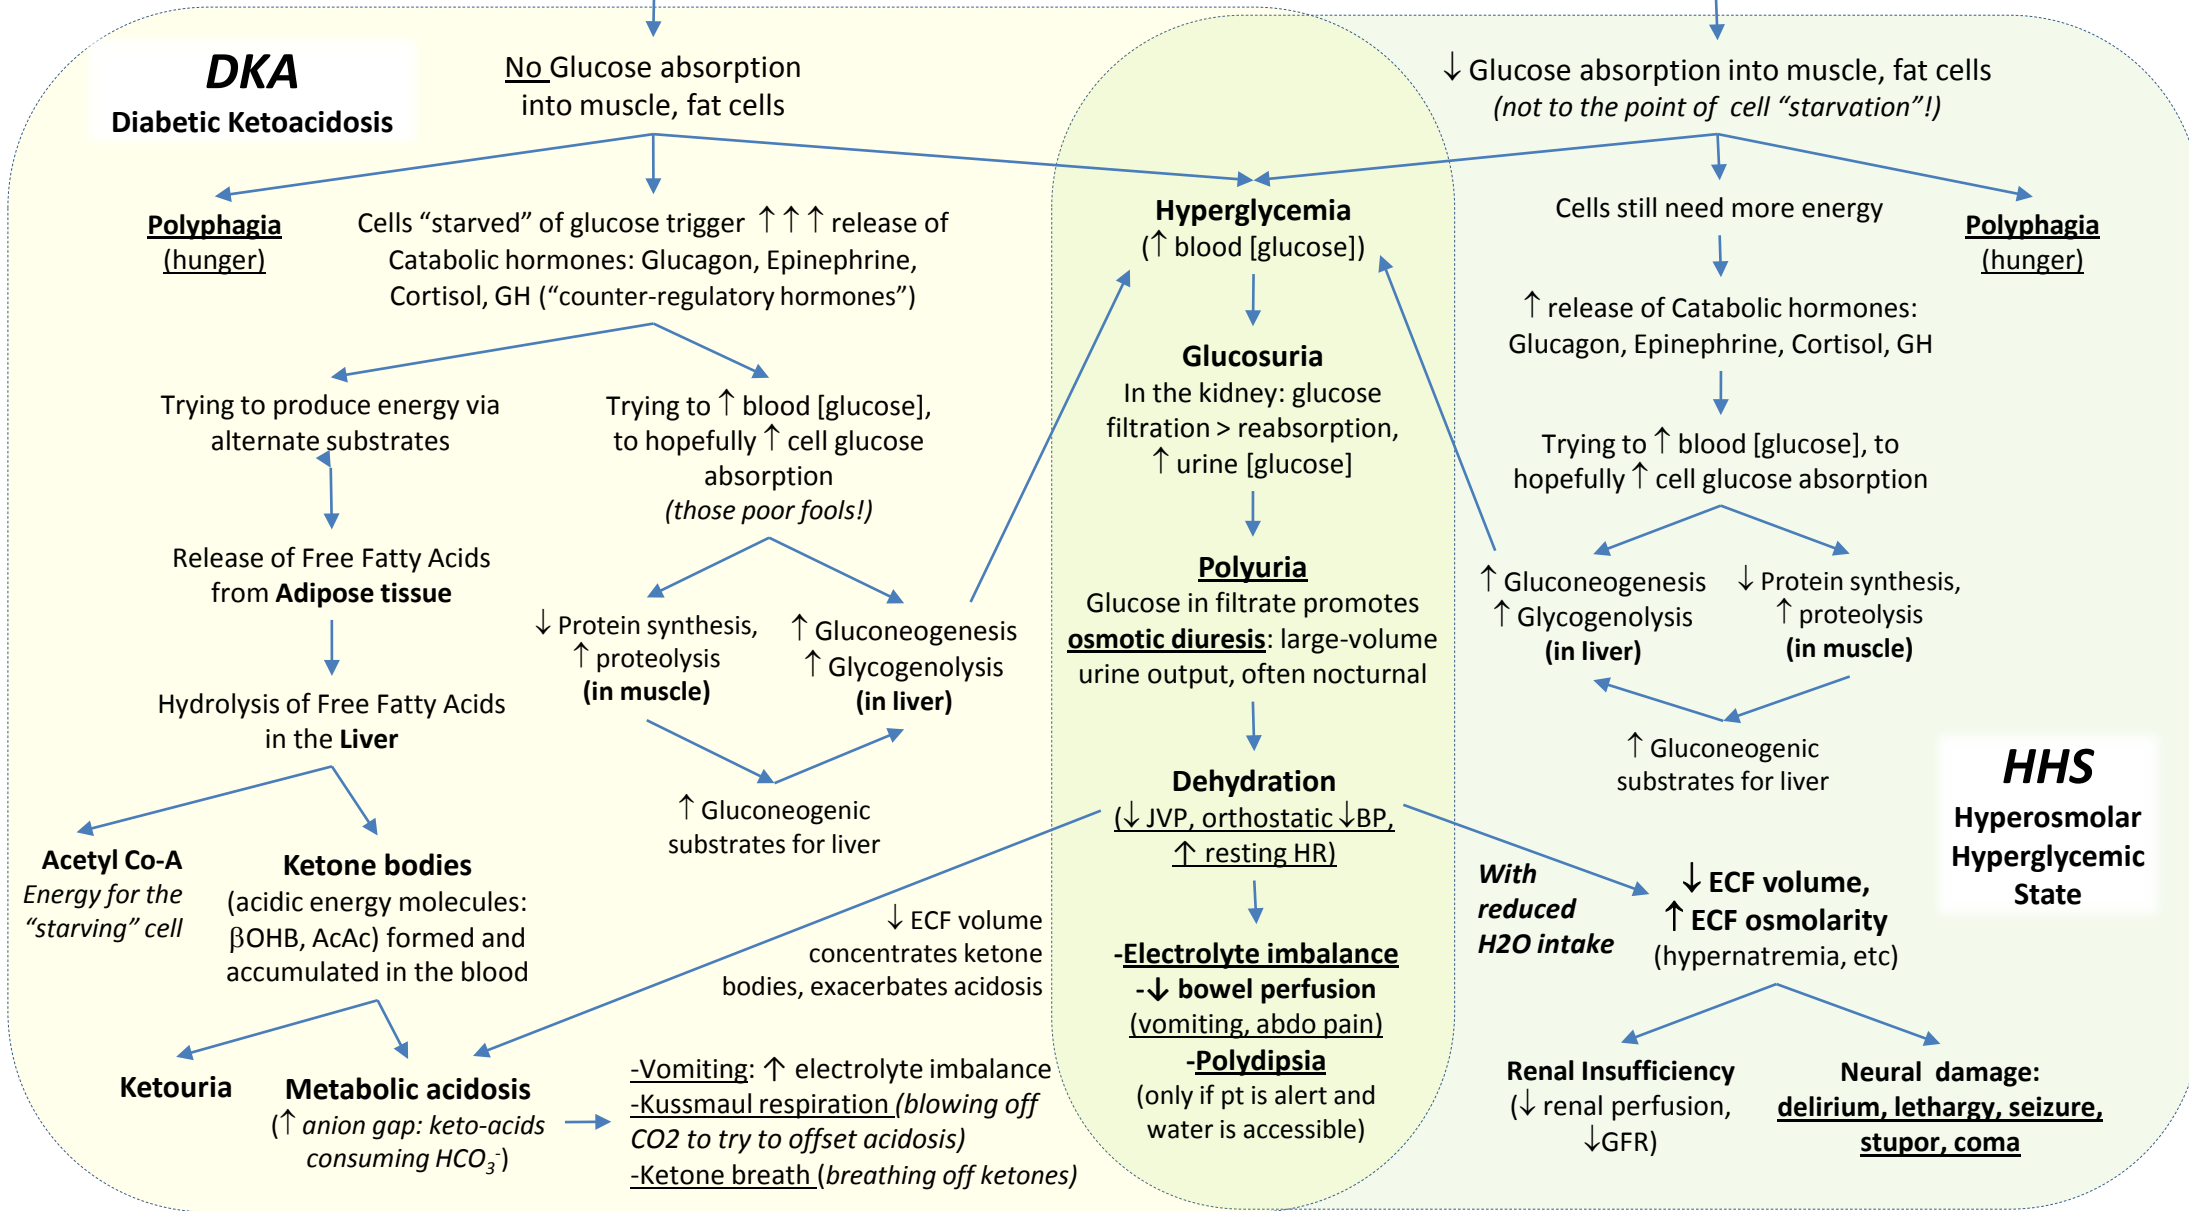 DKA
Diabetic Ketoacidosis
No Glucose absorption
into muscle, fat cells
↓ Glucose absorption into muscle, fat cells
(not to the point of cell “starvation”!)
Polyphagia
(hunger)
Cells “starved” of glucose trigger ↑ ↑ ↑ release of
Catabolic hormones: Glucagon, Epinephrine,
Cortisol, GH (“counter-regulatory hormones”)
Hyperglycemia
(↑ blood [glucose])
Cells still need more energy
Polyphagia
(hunger)
↑ release of Catabolic hormones:
Glucagon, Epinephrine, Cortisol, GH
Glucosuria
In the kidney: glucose
filtration > reabsorption,
↑ urine [glucose]
Trying to produce energy via
alternate substrates
Trying to ↑ blood [glucose],
to hopefully ↑ cell glucose
absorption
(those poor fools!)
Trying to ↑ blood [glucose], to
hopefully ↑ cell glucose absorption
Release of Free Fatty Acids
from Adipose tissue
Polyuria
Glucose in filtrate promotes
osmotic diuresis: large-volume
urine output, often nocturnal
↓ Protein synthesis,
↑ proteolysis
(in muscle)
↑ Gluconeogenesis
↑ Glycogenolysis
(in liver)
↑ Gluconeogenesis
↑ Glycogenolysis
(in liver)
↓ Protein synthesis,
↑ proteolysis
(in muscle)
Hydrolysis of Free Fatty Acids
in the Liver
↑ Gluconeogenic
substrates for liver
Dehydration
(↓ JVP, orthostatic ↓BP,
↑ resting HR)
↑ Gluconeogenic
substrates for liver
HHS
Hyperosmolar
Hyperglycemic
State
Acetyl Co-A
Energy for the
“starving” cell
Ketone bodies
(acidic energy molecules:
βOHB, AcAc) formed and
accumulated in the blood
↓ ECF volume
concentrates ketone
bodies, exacerbates acidosis
With
reduced
H2O intake
↓ ECF volume,
↑ ECF osmolarity
(hypernatremia, etc)
-Electrolyte imbalance
-↓ bowel perfusion
(vomiting, abdo pain)
-Polydipsia
(only if pt is alert and
water is accessible)
Ketouria
Metabolic acidosis
(↑ anion gap: keto-acids
consuming HCO3-)
-Vomiting: ↑ electrolyte imbalance
-Kussmaul respiration (blowing off
CO2 to try to offset acidosis)
-Ketone breath (breathing off ketones)
Renal Insufficiency
(↓ renal perfusion,
↓GFR)
Neural damage:
delirium, lethargy, seizure,
stupor, coma